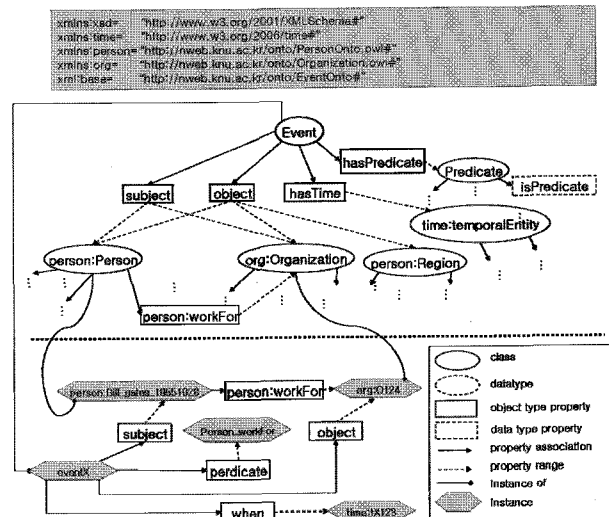 xmlns:xsd= "http://www.w3.org/2001/XMLSchema#"
xmlns:time= "http://www.w3.org/2006/time#"
xmlns:person= "http://nweb.knu.ac.kr/onto/PersonOnto.owl#"
xmlns:org= "http://nweb.knu.ac.kr/onto/Organization.owl#"
xml:base= "http://nweb.knu.ac.kr/onto/EventOnto#"
Event
hasPredicate
Predicate
subject
object
hasTime
isPredicate
time:temporalEntity
person:Person
org:Organization
person:Region
person:workFor
class
person:Bill_gates_19551028
person:workFor
org:O124
datatype
object type property
subject
Person:workFor
object
data type property
property association
eventX
perdicate
property range
Instance of
when
time:tX123
Instance